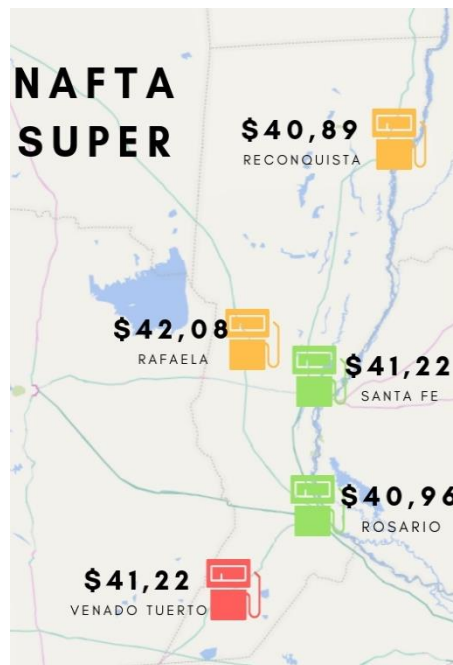 NAFTA
SUPER
$40,89
RECONQUISTA
$42,08
RAFAELA
$41,22
SANTA FE
$40,96
ROSARIO
$41,22
VENADO TUERTO